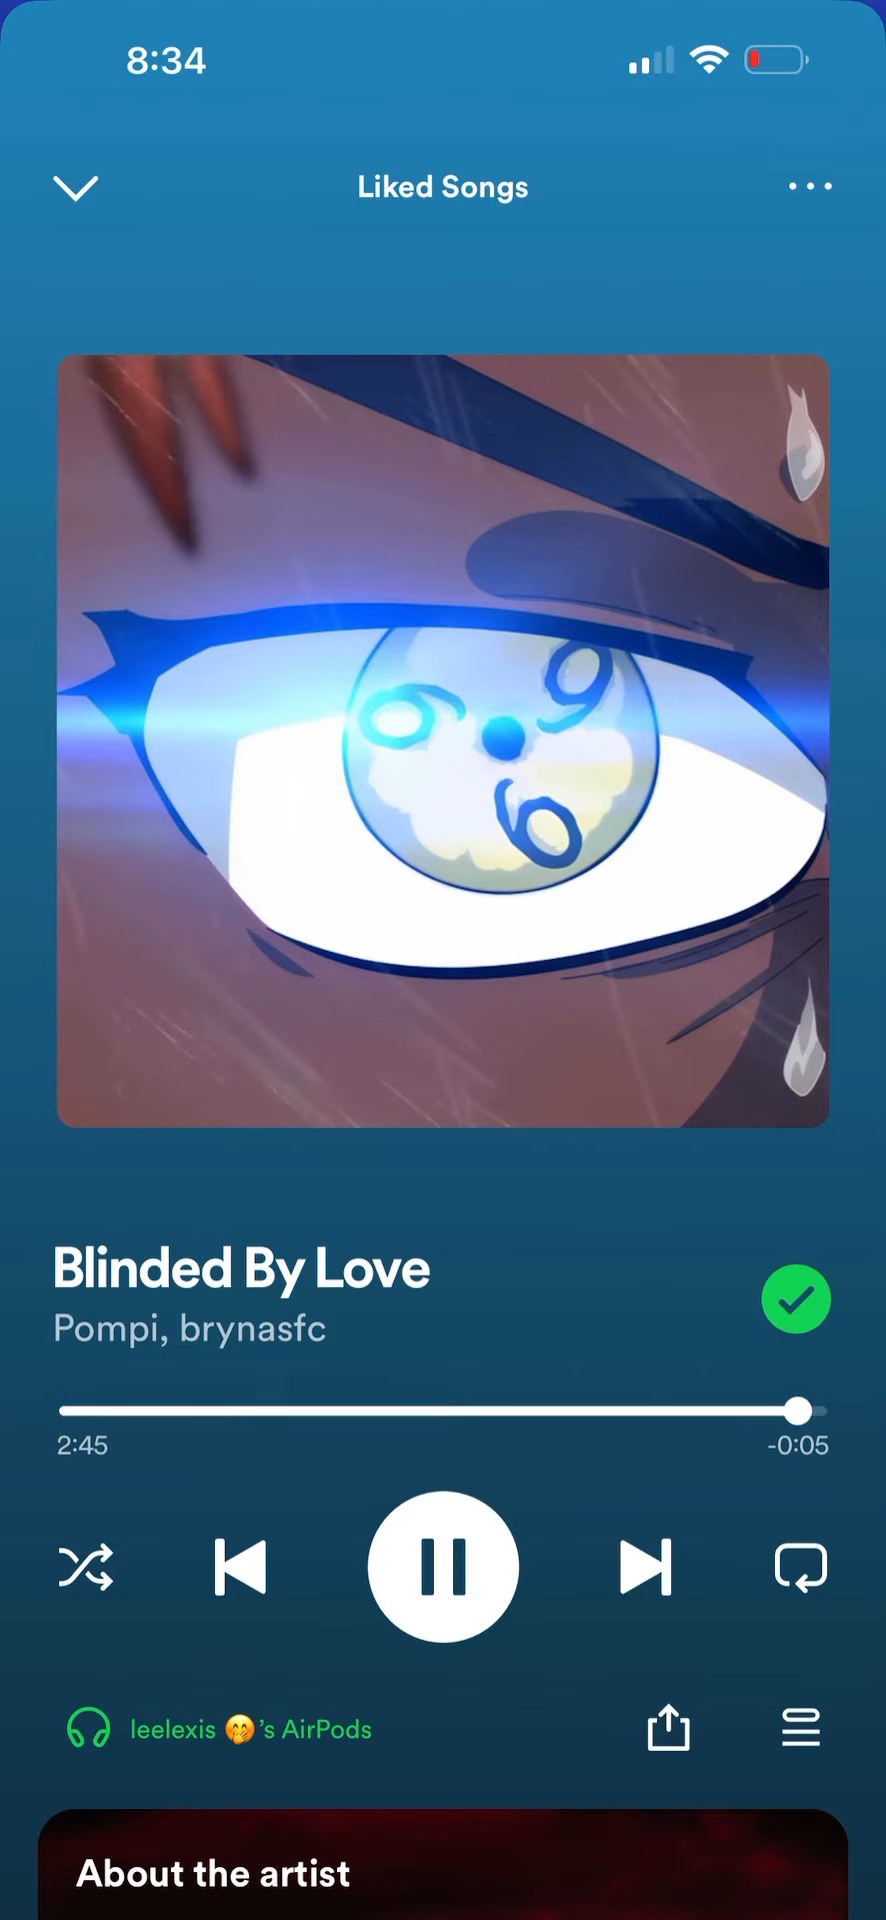 8:34
Liked Songs
Blinded By Love
Pompi, brynasfc
2:45
-0:05
leelexis 🤭's AirPods
About the artist